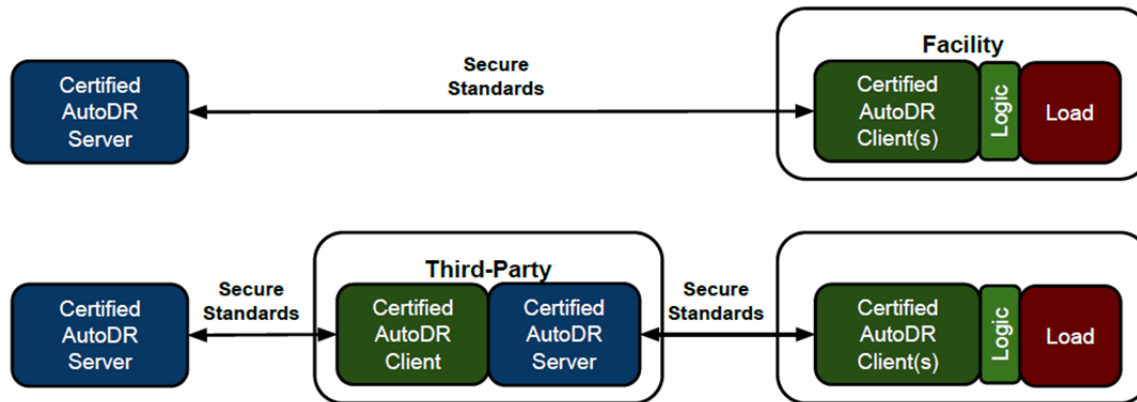 Facility
Secure
Standards
Certified
AutoDR
Server
Certified
AutoDR
Client(s)
Logic
Load
Third-Party
Secure
Standards
Secure
Standards
Certified
AutoDR
Server
Certified
AutoDR
Client
Certified
AutoDR
Server
Certified
AutoDR
Client(s)
Logic
Load